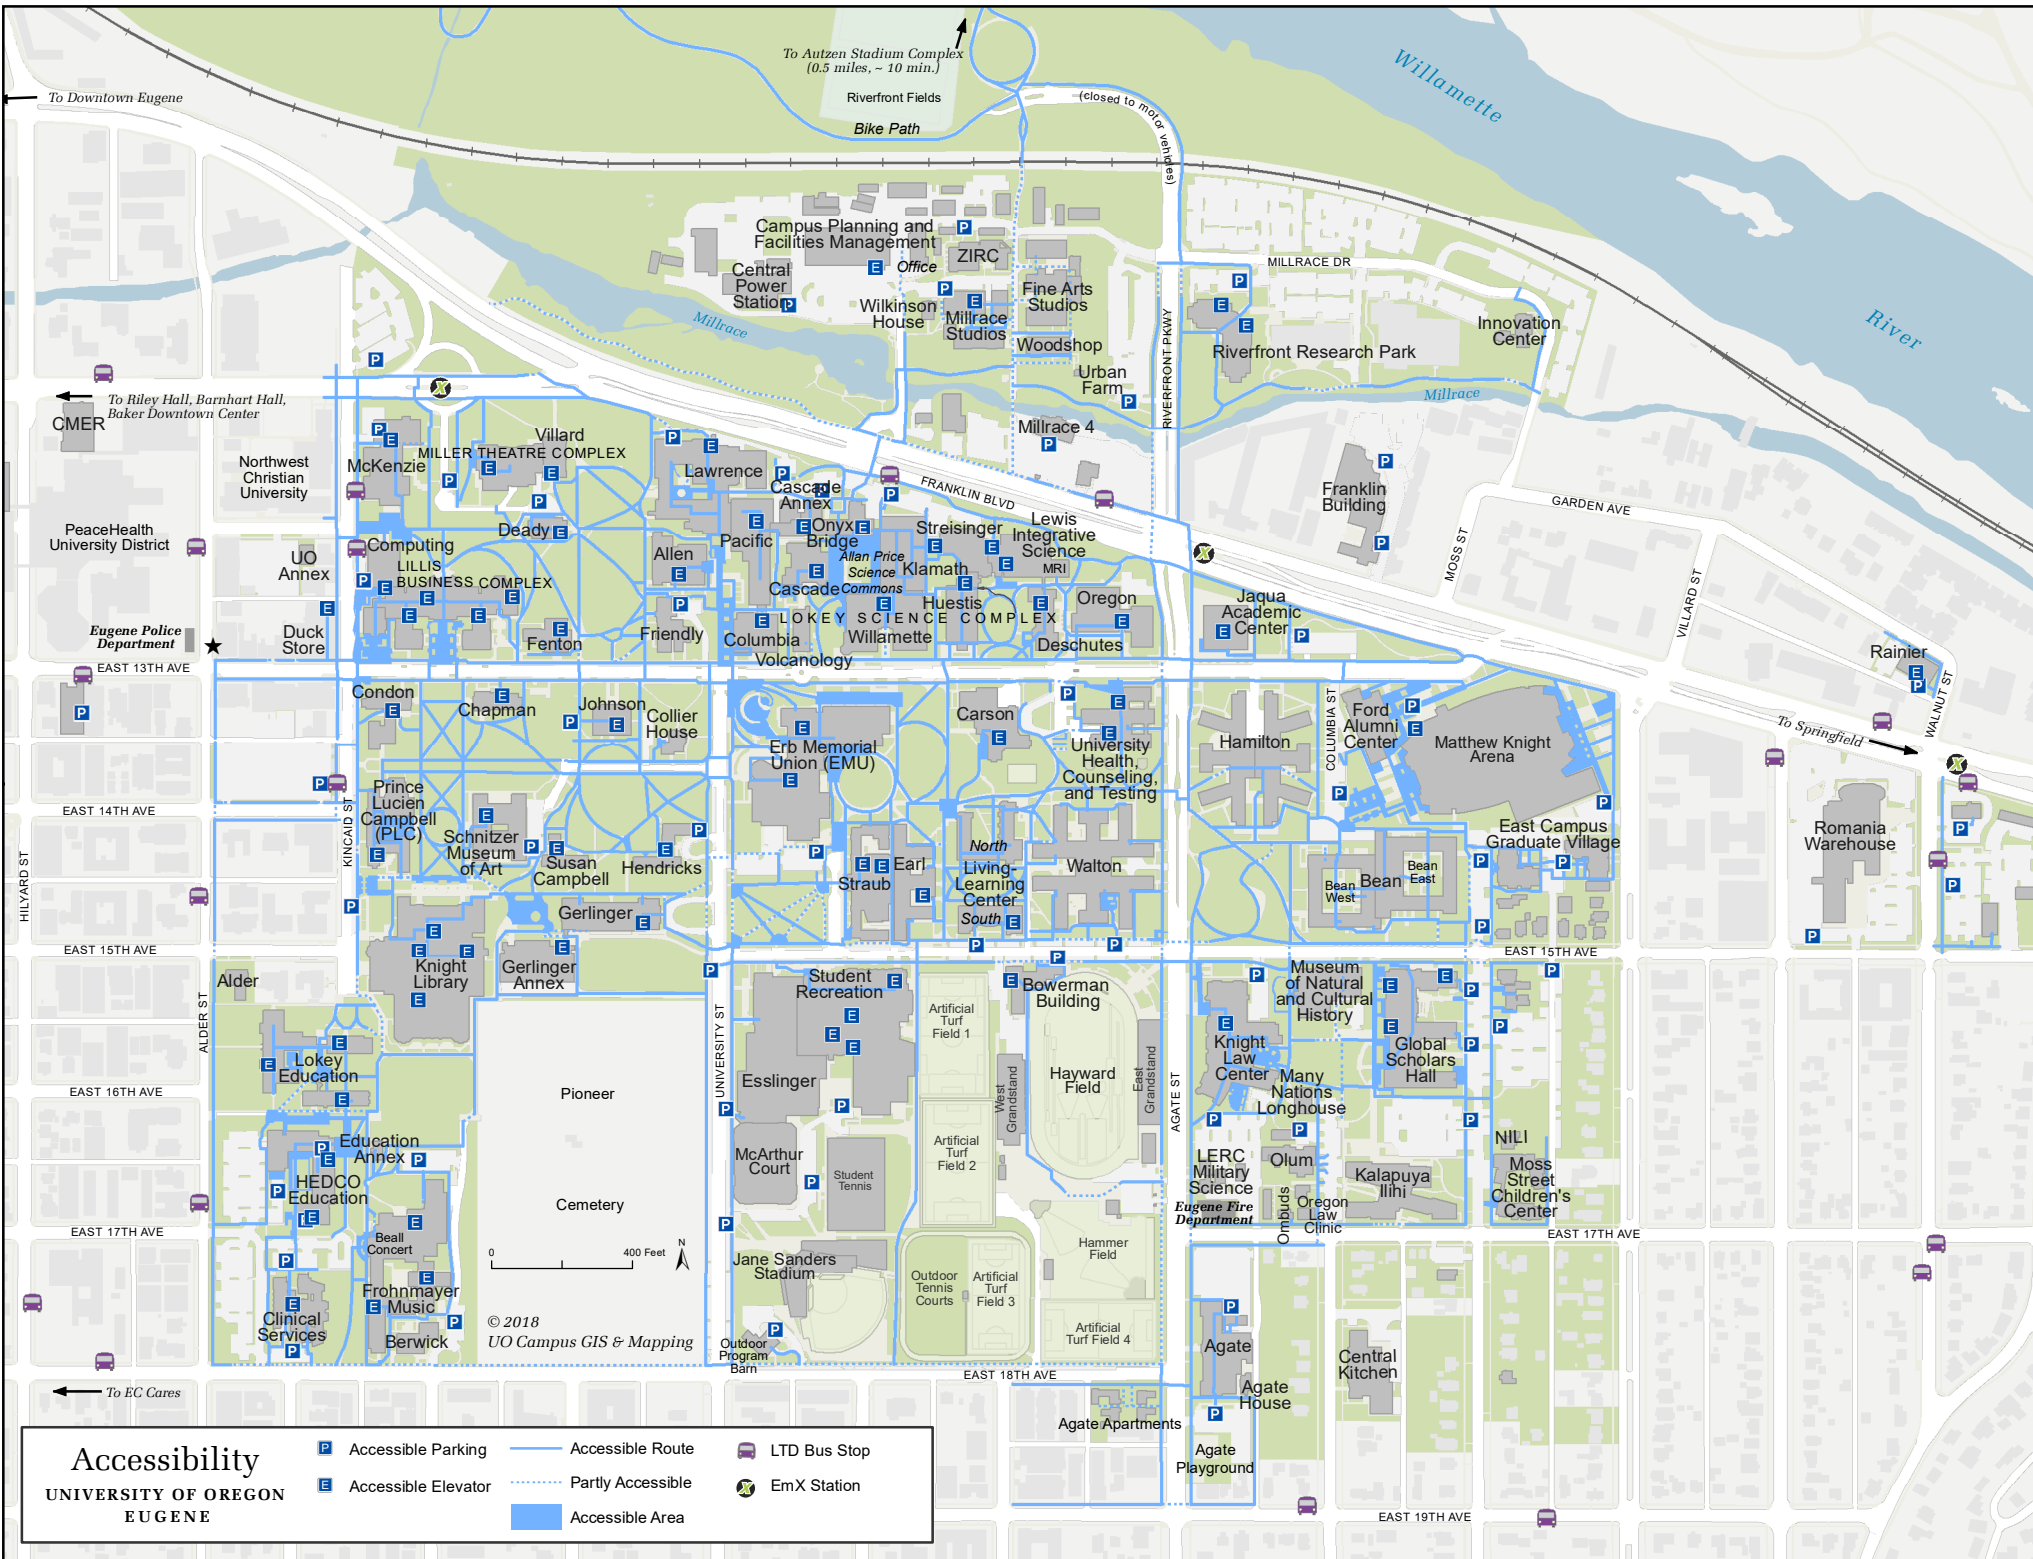 To Autzen Stadium Complex
(0.5 miles, ~ 10 min.)
Riverfront Fields
Bike Path
(closed to motor vehicles)
Willamette
River
To Downtown Eugene
Campus Planning and
Facilities Management
Office
ZIRC
Central
Power
Station
Wilkinson
House
Millrace
Studios
Fine Arts
Studios
Woodshop
Urban
Farm
Millrace
RIVERFRONT PKWY
MILLRACE DR
Riverfront Research Park
Innovation
Center
Millrace
To Riley Hall, Barnhart Hall,
Baker Downtown Center
CMER
Northwest
Christian
University
PeaceHealth
University District
UO
Annex
Duck
Store
Eugene Police
Department
McKenzie
Villard
MILLER THEATRE COMPLEX
Deady
Computing
LILLIS
BUSINESS COMPLEX
Fenton
Lawrence
Allen
Friendly
Pacific
Cascade
Annex
Onyx
Bridge
Allan Price
Science
Commons
Cascade
Columbia
Volcanology
Willamette
LOKEY SCIENCE COMPLEX
Streisinger
Klamath
Huestis
Lewis
Integrative
Science
MRI
Oregon
Deschutes
Millrace 4
FRANKLIN BLVD
Franklin
Building
GARDEN AVE
MOSS ST
VILLARD ST
Jaqua
Academic
Center
Rainier
WALNUT ST
To Springfield
EAST 13TH AVE
Condon
Chapman
Johnson
Collier
House
Prince
Lucien
Campbell
(PLC)
Schnitzer
Museum
of Art
Susan
Campbell
Hendricks
Gerlinger
Gerlinger
Annex
Knight
Library
Erb Memorial
Union (EMU)
Straub
Earl
Carson
University
Health,
Counseling,
and Testing
North
Living-
Learning
Center
South
Walton
Hamilton
COLUMBIA ST
Ford
Alumni
Center
Matthew Knight
Arena
Bean
West
Bean
Bean
East
East Campus
Graduate Village
Romania
Warehouse
EAST 14TH AVE
KINCAID ST
HILYARD ST
EAST 15TH AVE
EAST 15TH AVE
Alder
ALDER ST
Lokey
Education
EAST 16TH AVE
Education
Annex
HEDCO
Education
EAST 17TH AVE
Beall
Concert
Frohnmayer
Music
Berwick
Clinical
Services
Pioneer
Cemetery
0
400 Feet
N
© 2018
UO Campus GIS & Mapping
UNIVERSITY ST
Student
Recreation
Esslinger
McArthur
Court
Student
Tennis
Jane Sanders
Stadium
Outdoor
Program
Barn
Artificial
Turf
Field 1
Artificial
Turf
Field 2
Outdoor
Tennis
Courts
Artificial
Turf
Field 3
Artificial
Turf Field 4
Hammer
Field
Bowerman
Building
West
Grandstand
Hayward
Field
East
Grandstand
AGATE ST
Museum
of Natural
and Cultural
History
Knight
Law
Center
Many
Nations
Longhouse
Global
Scholars
Hall
LERC
Military
Science
Eugene Fire
Department
Olum
Ombuds
Oregon
Law
Clinic
Kalapuya
Ilihi
NILI
Moss
Street
Children's
Center
EAST 17TH AVE
Agate
Agate
House
Central
Kitchen
EAST 18TH AVE
Agate Apartments
Agate
Playground
EAST 19TH AVE
To EC Cares
Accessibility
UNIVERSITY OF OREGON
EUGENE
P Accessible Parking
E Accessible Elevator
Accessible Route
Partly Accessible
Accessible Area
LTD Bus Stop
X EmX Station